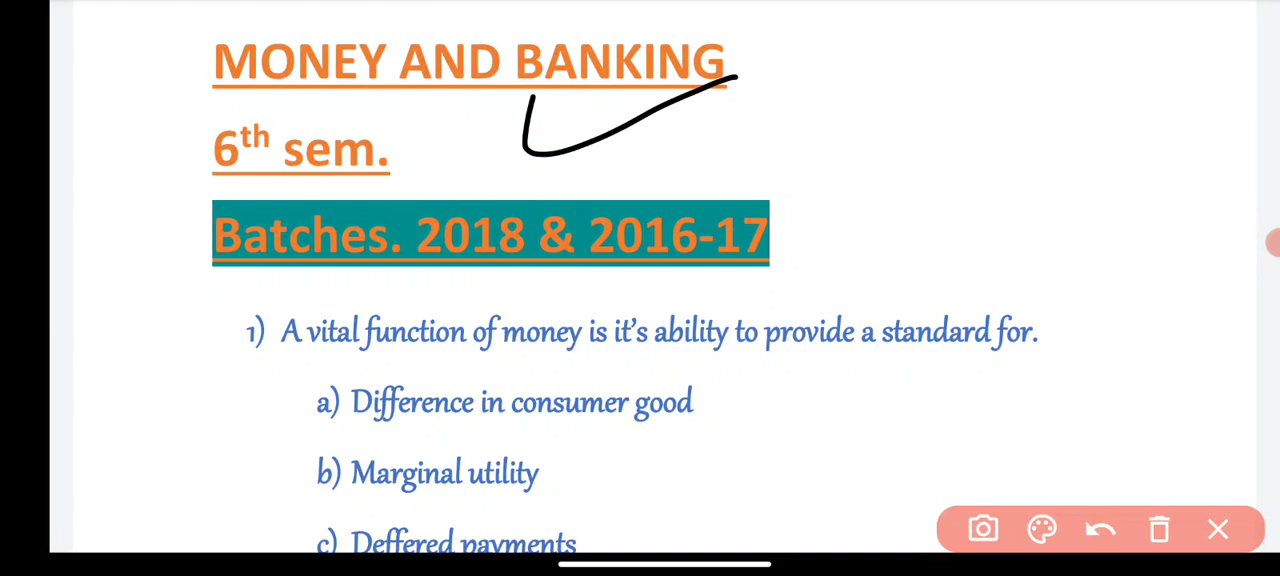 MONEY AND BANKING
6th sem.
Batches. 2018 & 2016-17
1) A vital function of money is it's ability to provide a standard for.
a) Difference in consumer good
b) Marginal utility
c) Deffered payments